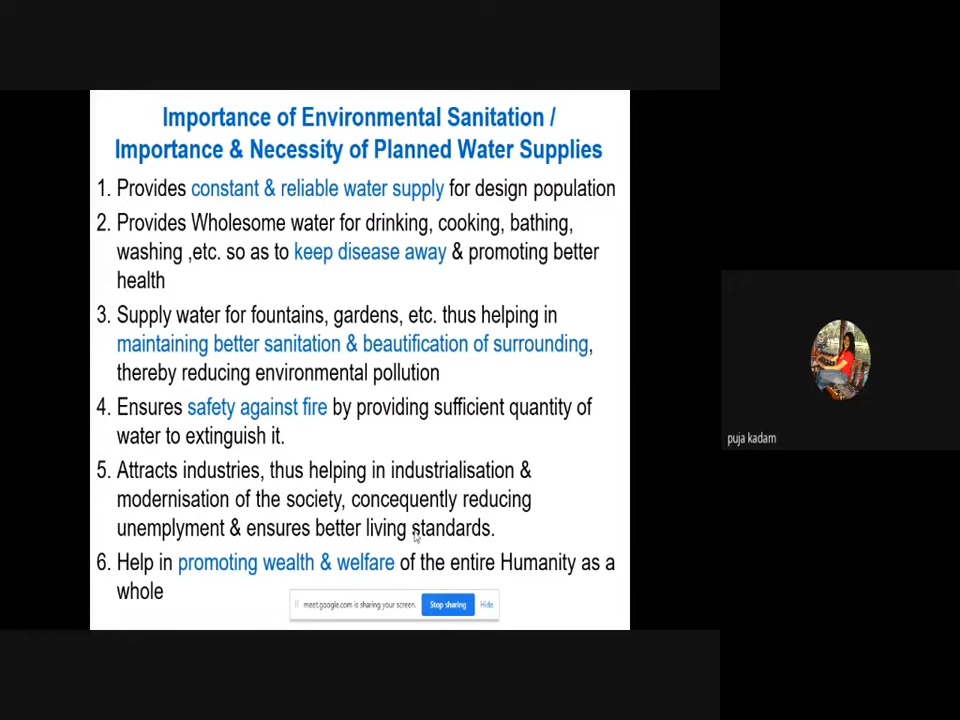 Importance of Environmental Sanitation /
Importance & Necessity of Planned Water Supplies
1. Provides constant & reliable water supply for design population
2. Provides Wholesome water for drinking, cooking, bathing,
washing ,etc. so as to keep disease away & promoting better
health
3. Supply water for fountains, gardens, etc. thus helping in
maintaining better sanitation & beautification of surrounding,
thereby reducing environmental pollution
4. Ensures safety against fire by providing sufficient quantity of
water to extinguish it.
5. Attracts industries, thus helping in industrialisation &
modernisation of the society, concequently reducing
unemplyment & ensures better living standards.
6. Help in promoting wealth & welfare of the entire Humanity as a
whole
meet.google.com is sharing your screen. Stop sharing Hide
puja kadam